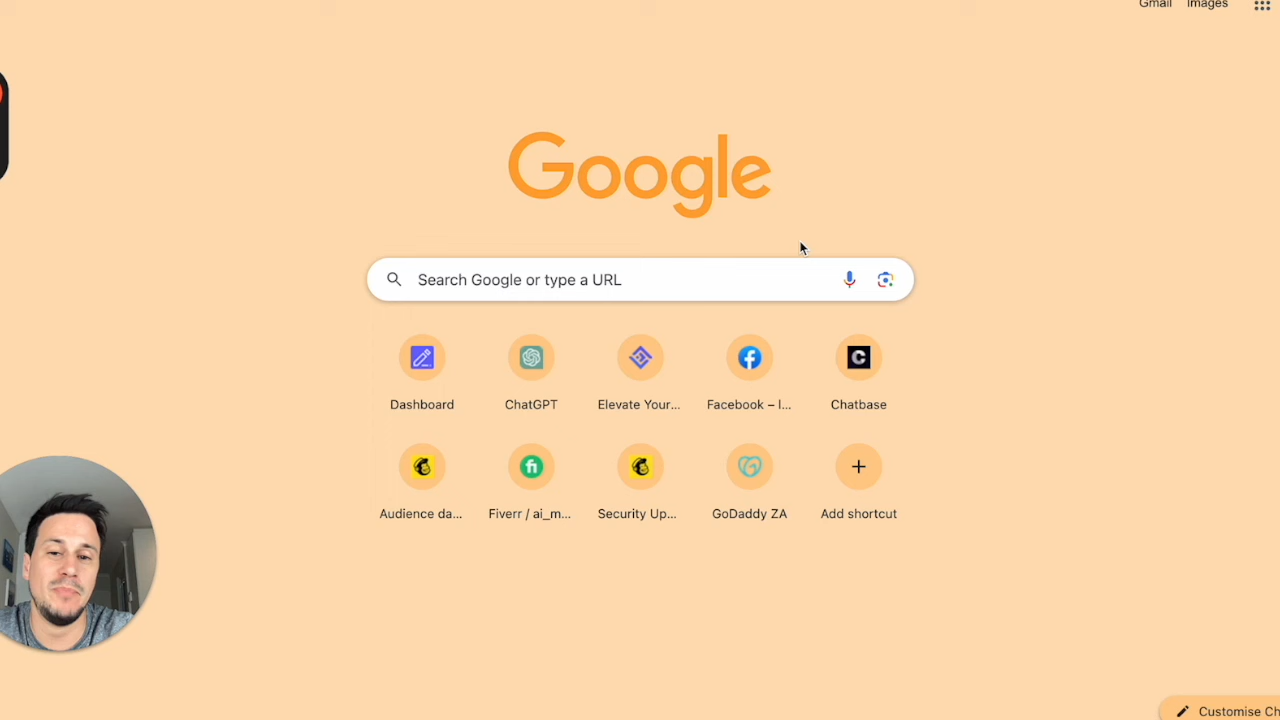 Gmail Images
Google
Search Google or type a URL
Dashboard ChatGPT Elevate Your... Facebook – l... Chatbase
Audience da... Fiverr / ai_m... Security Up... GoDaddy ZA Add shortcut
Customise Ch